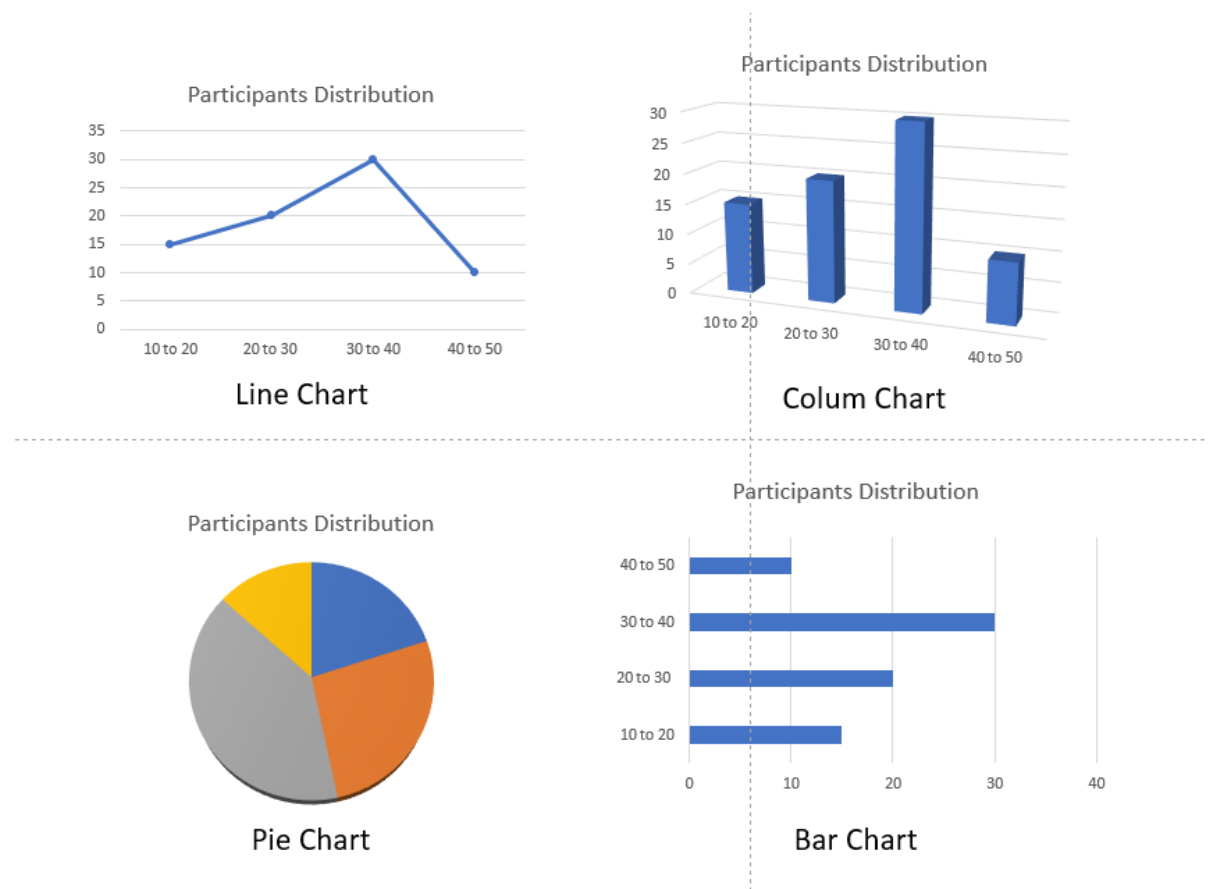 Participants Distribution
35
30
25
20
15
10
5
0
10 to 20
20 to 30
30 to 40
40 to 50
Line Chart
Participants Distribution
30
25
20
15
10
5
0
10 to 20
20 to 30
30 to 40
40 to 50
Colum Chart
Participants Distribution
Pie Chart
Participants Distribution
40 to 50
30 to 40
20 to 30
10 to 20
0 10 20 30 40
Bar Chart